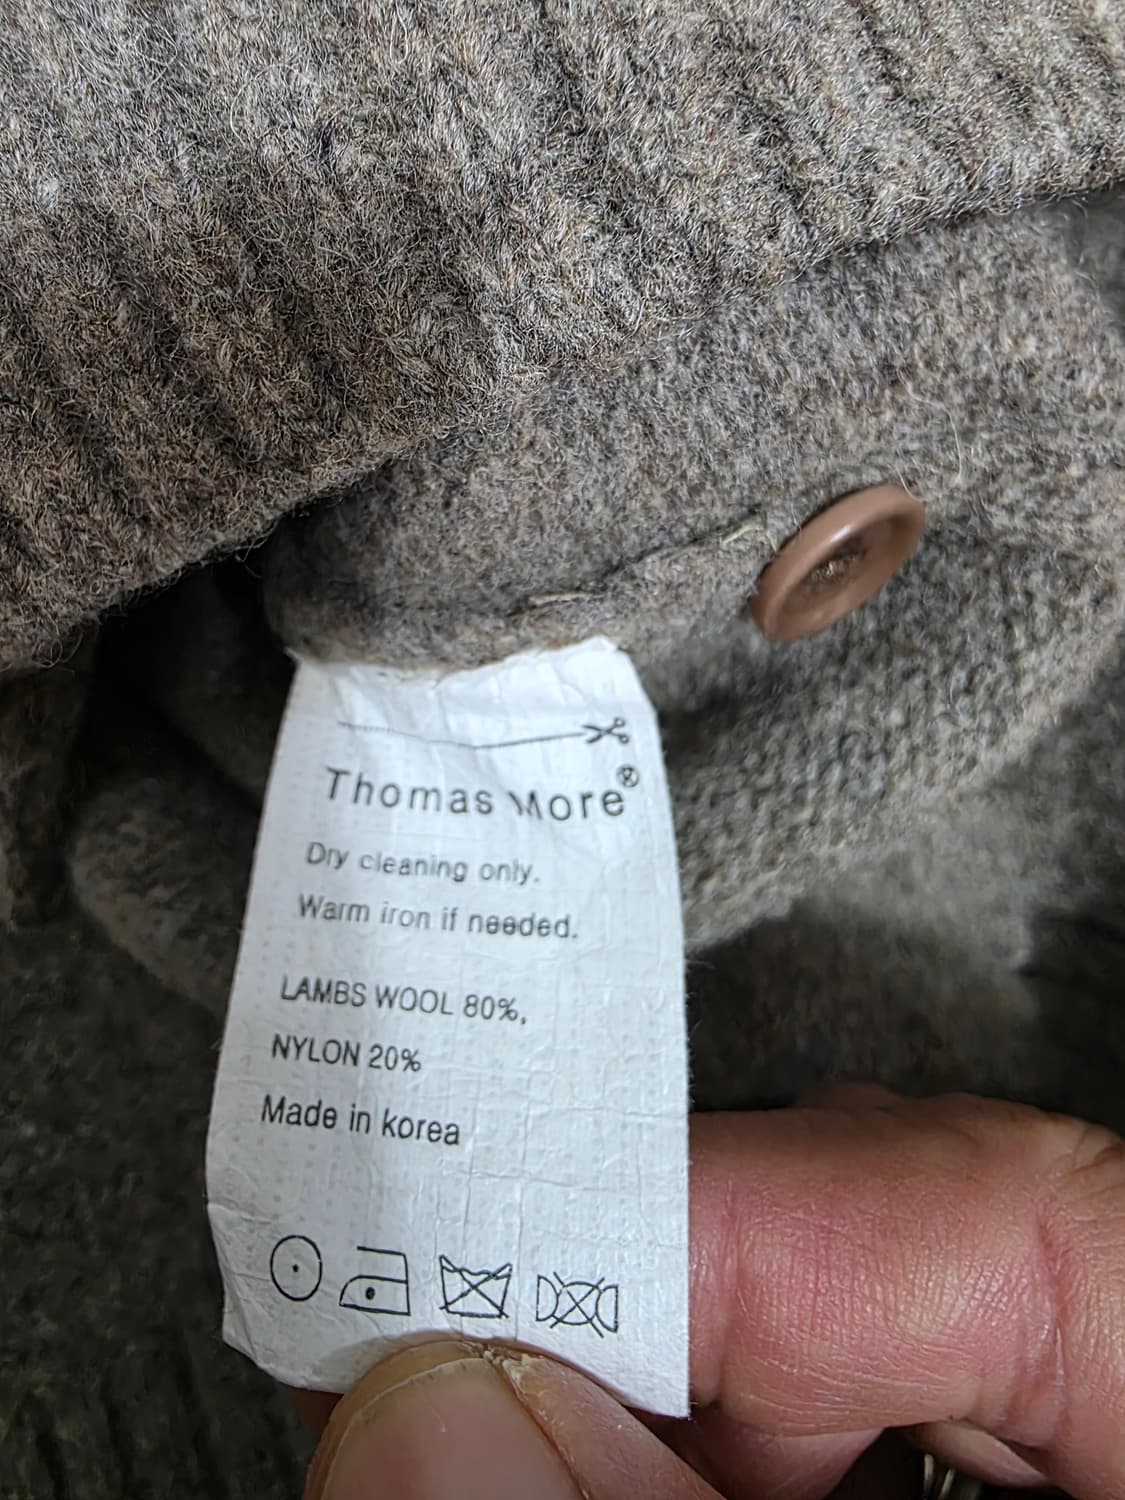 Thomas More®
Dry cleaning only.
Warm iron if needed.
LAMBS WOOL 80%,
NYLON 20%
Made in korea